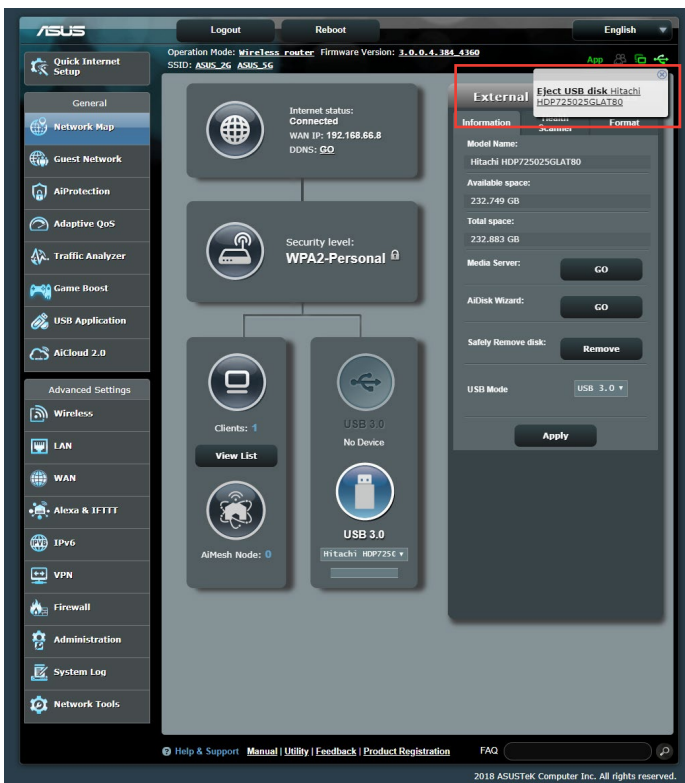 ASUS
Logout
Reboot
English
Quick Internet
Setup
Operation Mode: Wireless router Firmware Version: 3.0.0.4.384_4360
SSID: ASUS_2G ASUS_5G
App
General
Network Map
Guest Network
AiProtection
Adaptive QoS
Traffic Analyzer
Game Boost
USB Application
AiCloud 2.0
Advanced Settings
Wireless
LAN
WAN
Alexa & IFTTT
IPv6
VPN
Firewall
Administration
System Log
Network Tools
Internet status:
Connected
WAN IP: 192.168.66.8
DDNS: GO
Security level:
WPA2-Personal
Clients: 1
View List
AiMesh Node: 0
USB 3.0
No Device
USB 3.0
Hitachi HDP725C
External
Eject USB disk Hitachi
HDP725025GLAT80
Information
Health
Scanner
Format
Model Name:
Hitachi HDP725025GLAT80
Available space:
232.749 GB
Total space:
232.883 GB
Media Server:
GO
AiDisk Wizard:
GO
Safely Remove disk:
Remove
USB Mode
USB 3.0
Apply
Help & Support Manual | Utility | Feedback | Product Registration
FAQ
2018 ASUSTeK Computer Inc. All rights reserved.